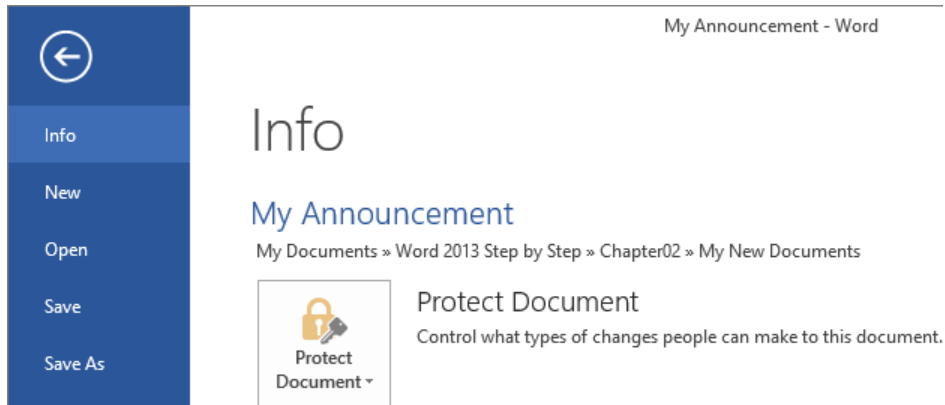 My Announcement - Word
Info
New
Open
Save
Save As
Info
My Announcement
My Documents » Word 2013 Step by Step » Chapter02 » My New Documents
Protect
Document
Protect Document
Control what types of changes people can make to this document.